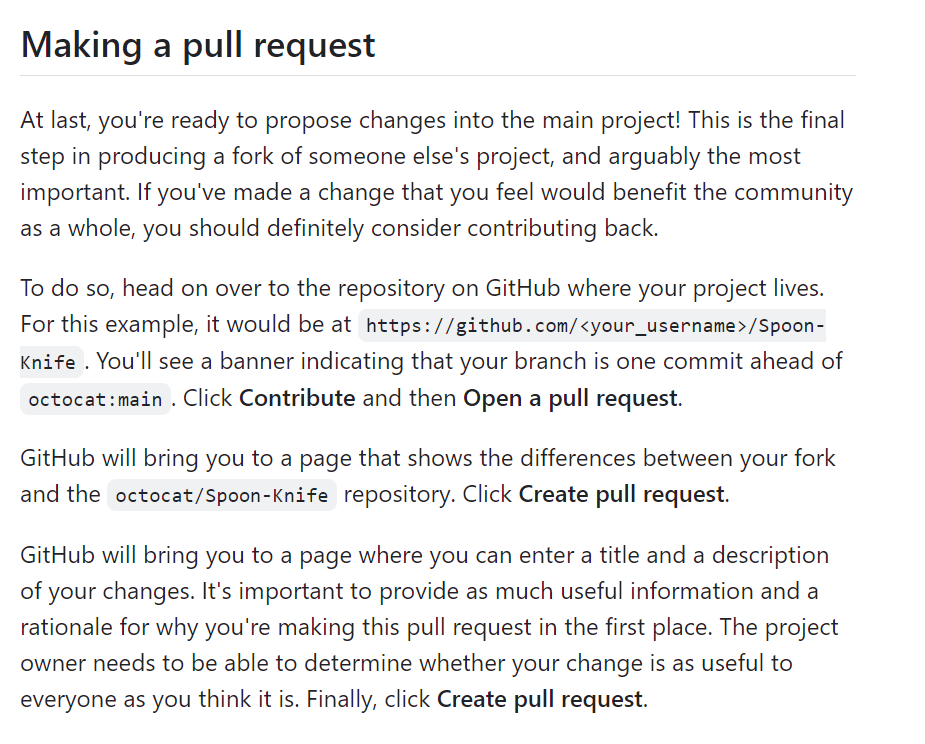 Making a pull request
At last, you're ready to propose changes into the main project! This is the final
step in producing a fork of someone else's project, and arguably the most
important. If you've made a change that you feel would benefit the community
as a whole, you should definitely consider contributing back.
To do so, head on over to the repository on GitHub where your project lives.
For this example, it would be at https://github.com/<your_username>/Spoon-
Knife. You'll see a banner indicating that your branch is one commit ahead of
octocat:main. Click Contribute and then Open a pull request.
GitHub will bring you to a page that shows the differences between your fork
and the octocat/Spoon-Knife repository. Click Create pull request.
GitHub will bring you to a page where you can enter a title and a description
of your changes. It's important to provide as much useful information and a
rationale for why you're making this pull request in the first place. The project
owner needs to be able to determine whether your change is as useful to
everyone as you think it is. Finally, click Create pull request.